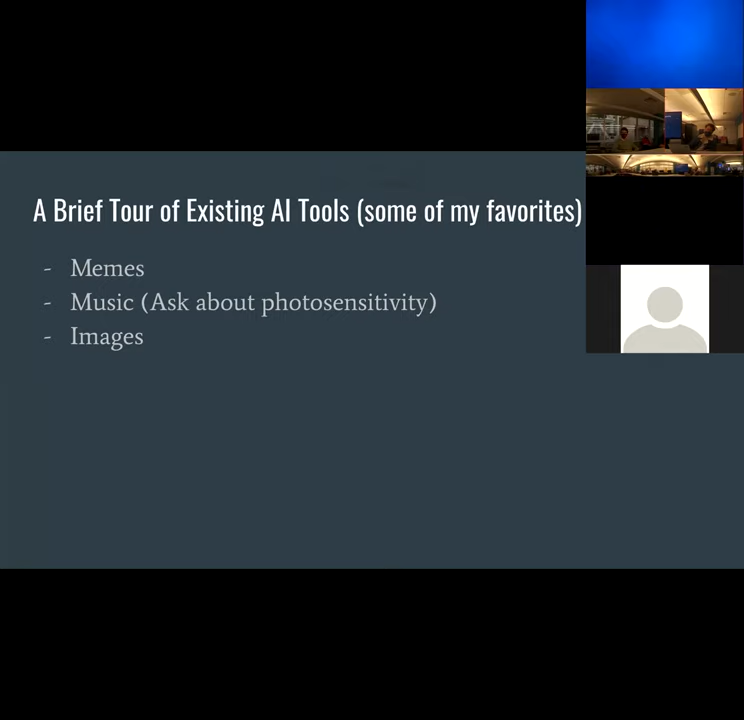 A Brief Tour of Existing AI Tools (some of my favorites)
- Memes
- Music (Ask about photosensitivity)
- Images